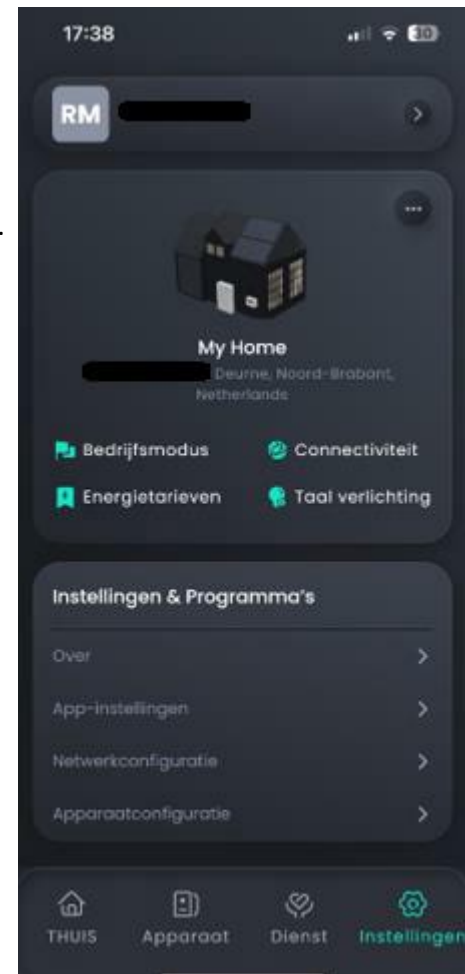 17:38
30
RM
My Home
Deurne, Noord-Brabant,
Netherlands
Bedrijfsmodus
Connectiviteit
Energietarieven
Taal verlichting
Instellingen & Programma's
Over
App-instellingen
Netwerkconfiguratie
Apparaatconfiguratie
THUIS
Apparaat
Dienst
Instellingen